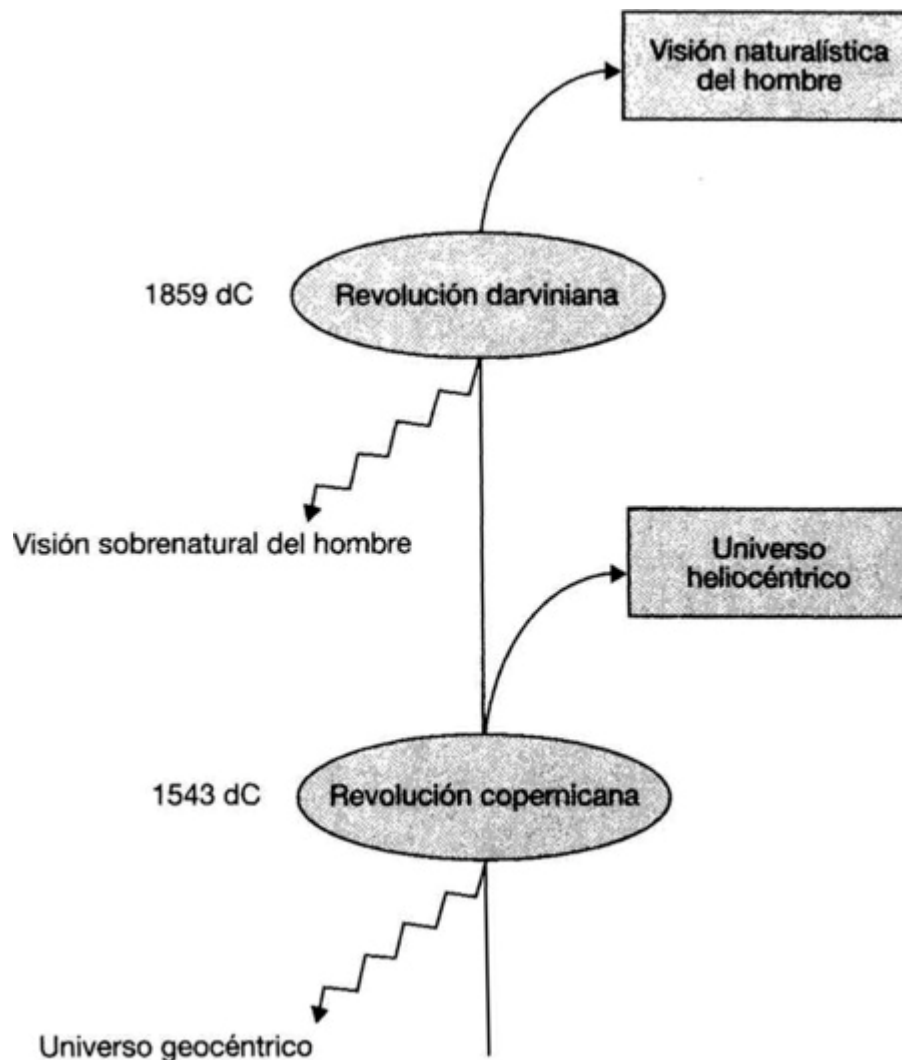 Visión naturalística
del hombre
1859 dC
Revolución darviniana
Visión sobrenatural del hombre
Universo
heliocéntrico
1543 dC
Revolución copernicana
Universo geocéntrico